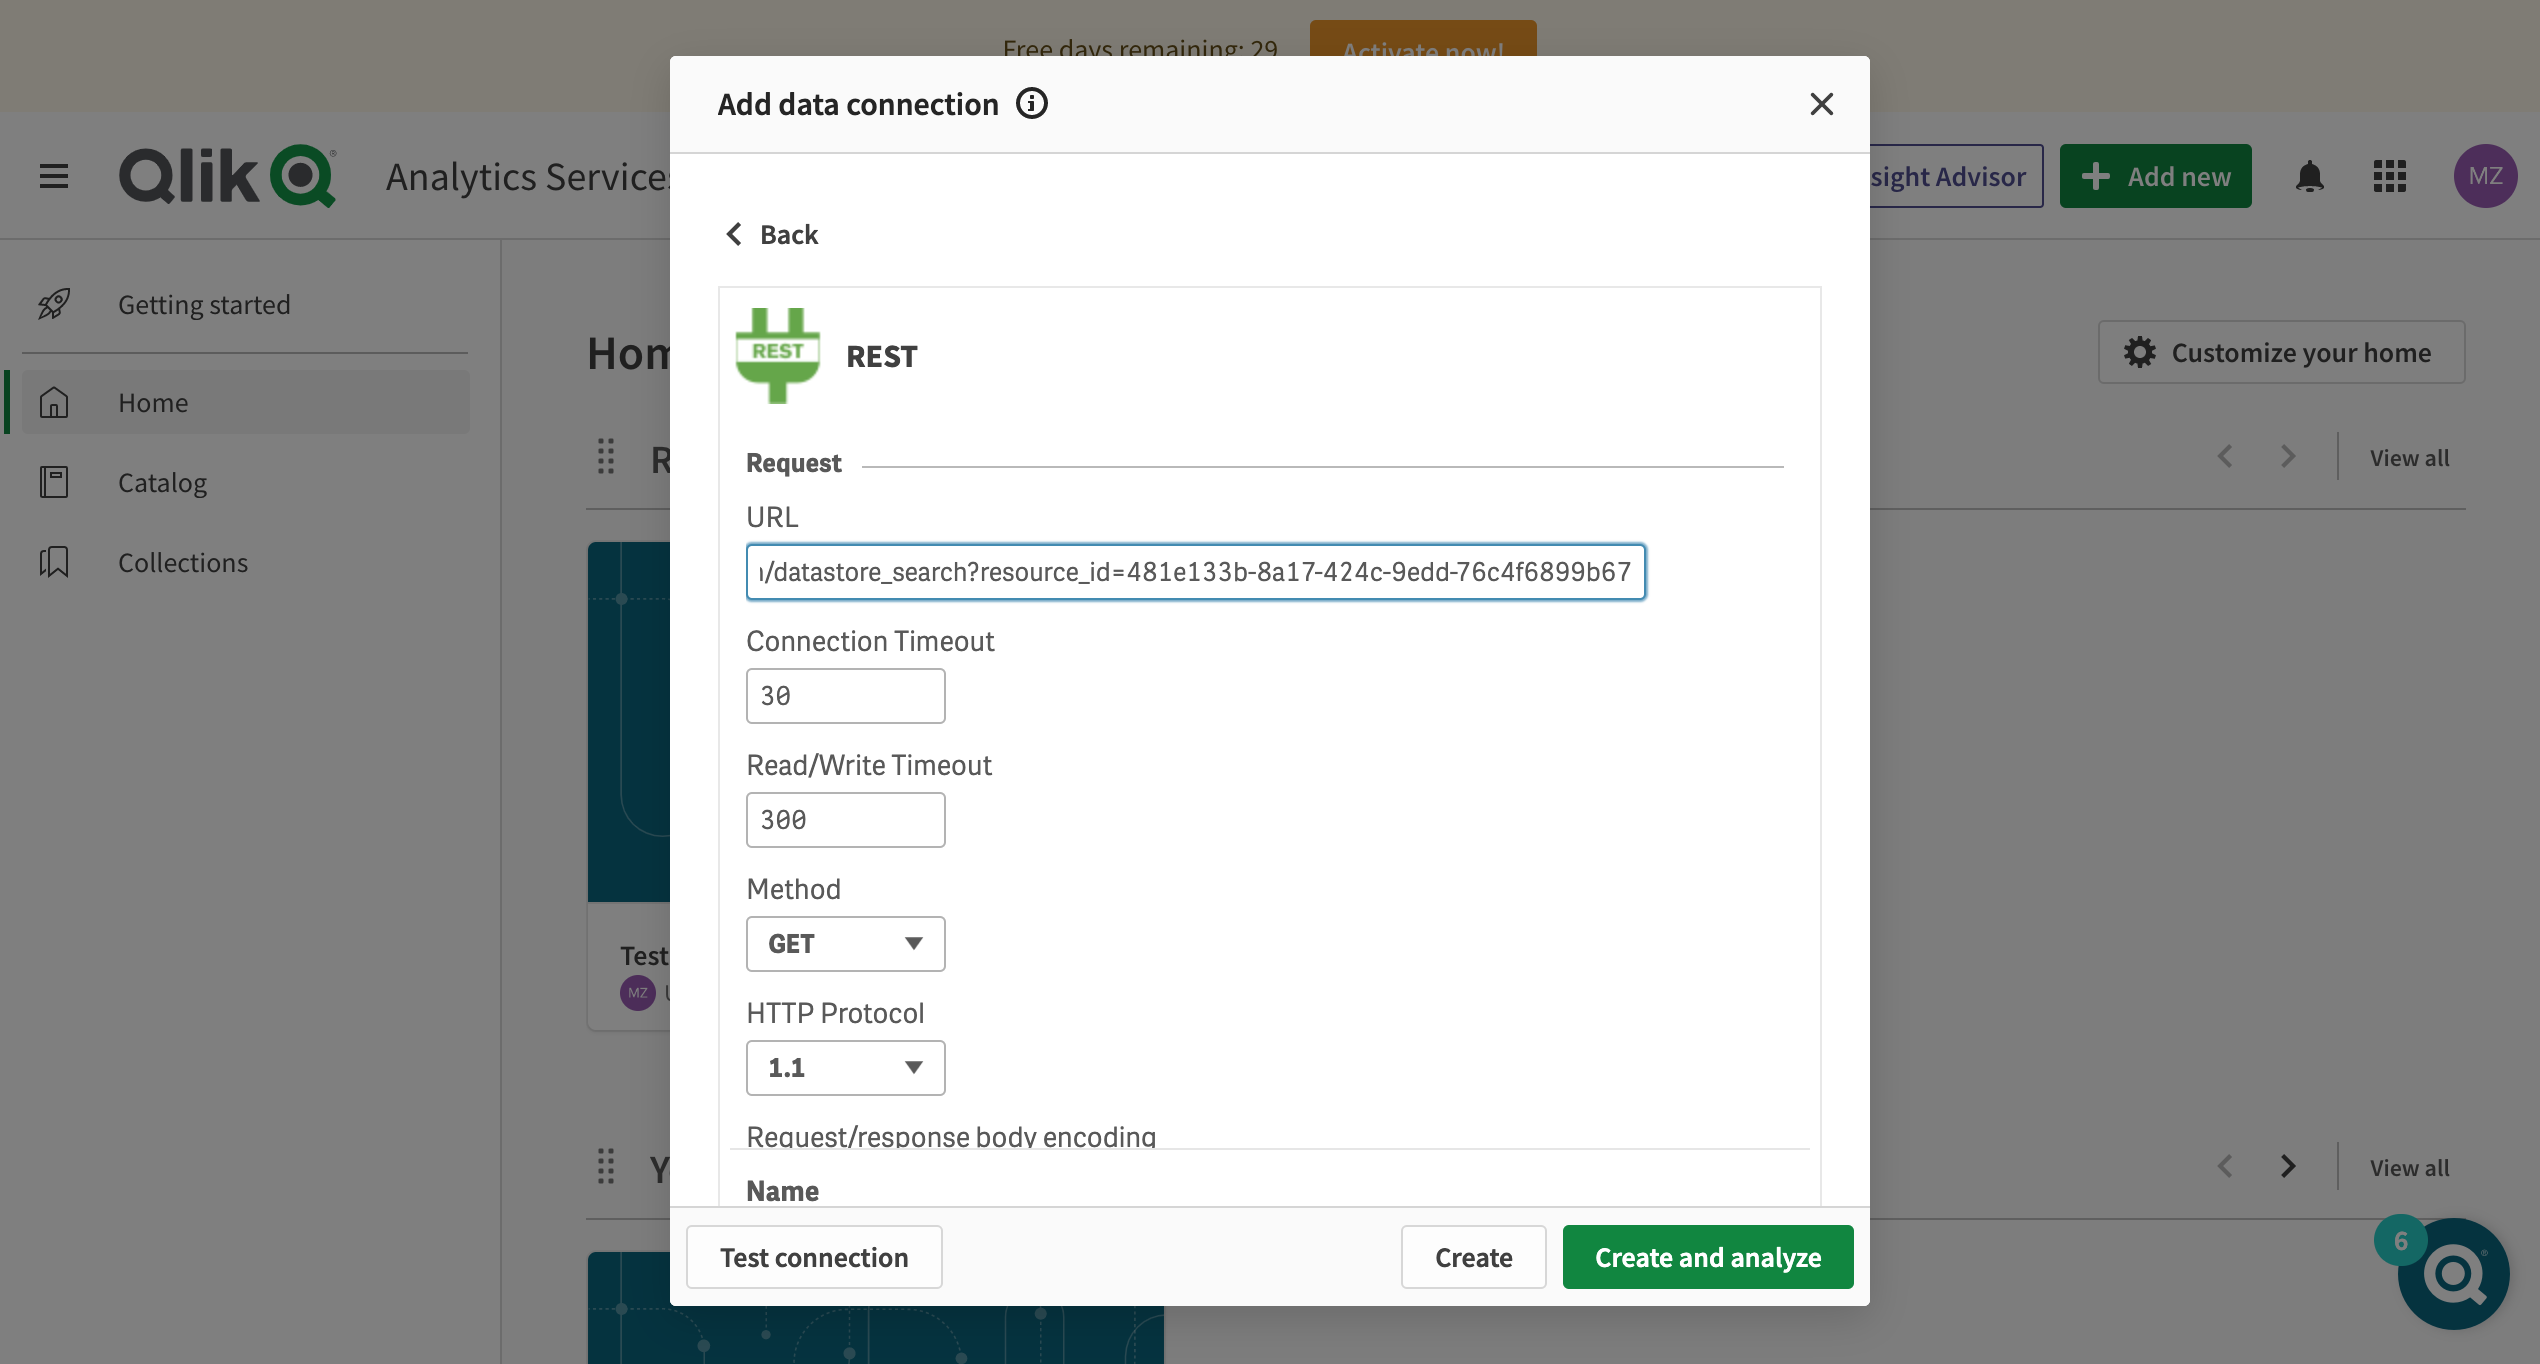 Free days remaining: 29
Activate now!
Add data connection
Qlik
Analytics Services
sight Advisor
Add new
MZ
Back
Getting started
REST
REST
Customize your home
Home
Request
View all
Catalog
URL
/datastore_search?resource_id=481e133b-8a17-424c-9edd-76c4f6899b67
Collections
Connection Timeout
30
Read/Write Timeout
300
Method
GET
Test
MZ
HTTP Protocol
1.1
Request/response body encoding
View all
Name
Test connection
Create
Create and analyze
6